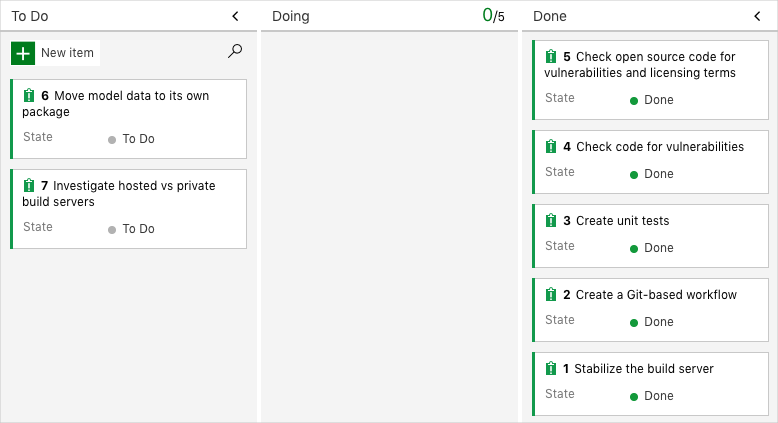 To Do
New item
6 Move model data to its own
package
State To Do
7 Investigate hosted vs private
build servers
State To Do
Doing 0/5
Done
5 Check open source code for
vulnerabilities and licensing terms
State Done
4 Check code for vulnerabilities
State Done
3 Create unit tests
State Done
2 Create a Git-based workflow
State Done
1 Stabilize the build server
State Done